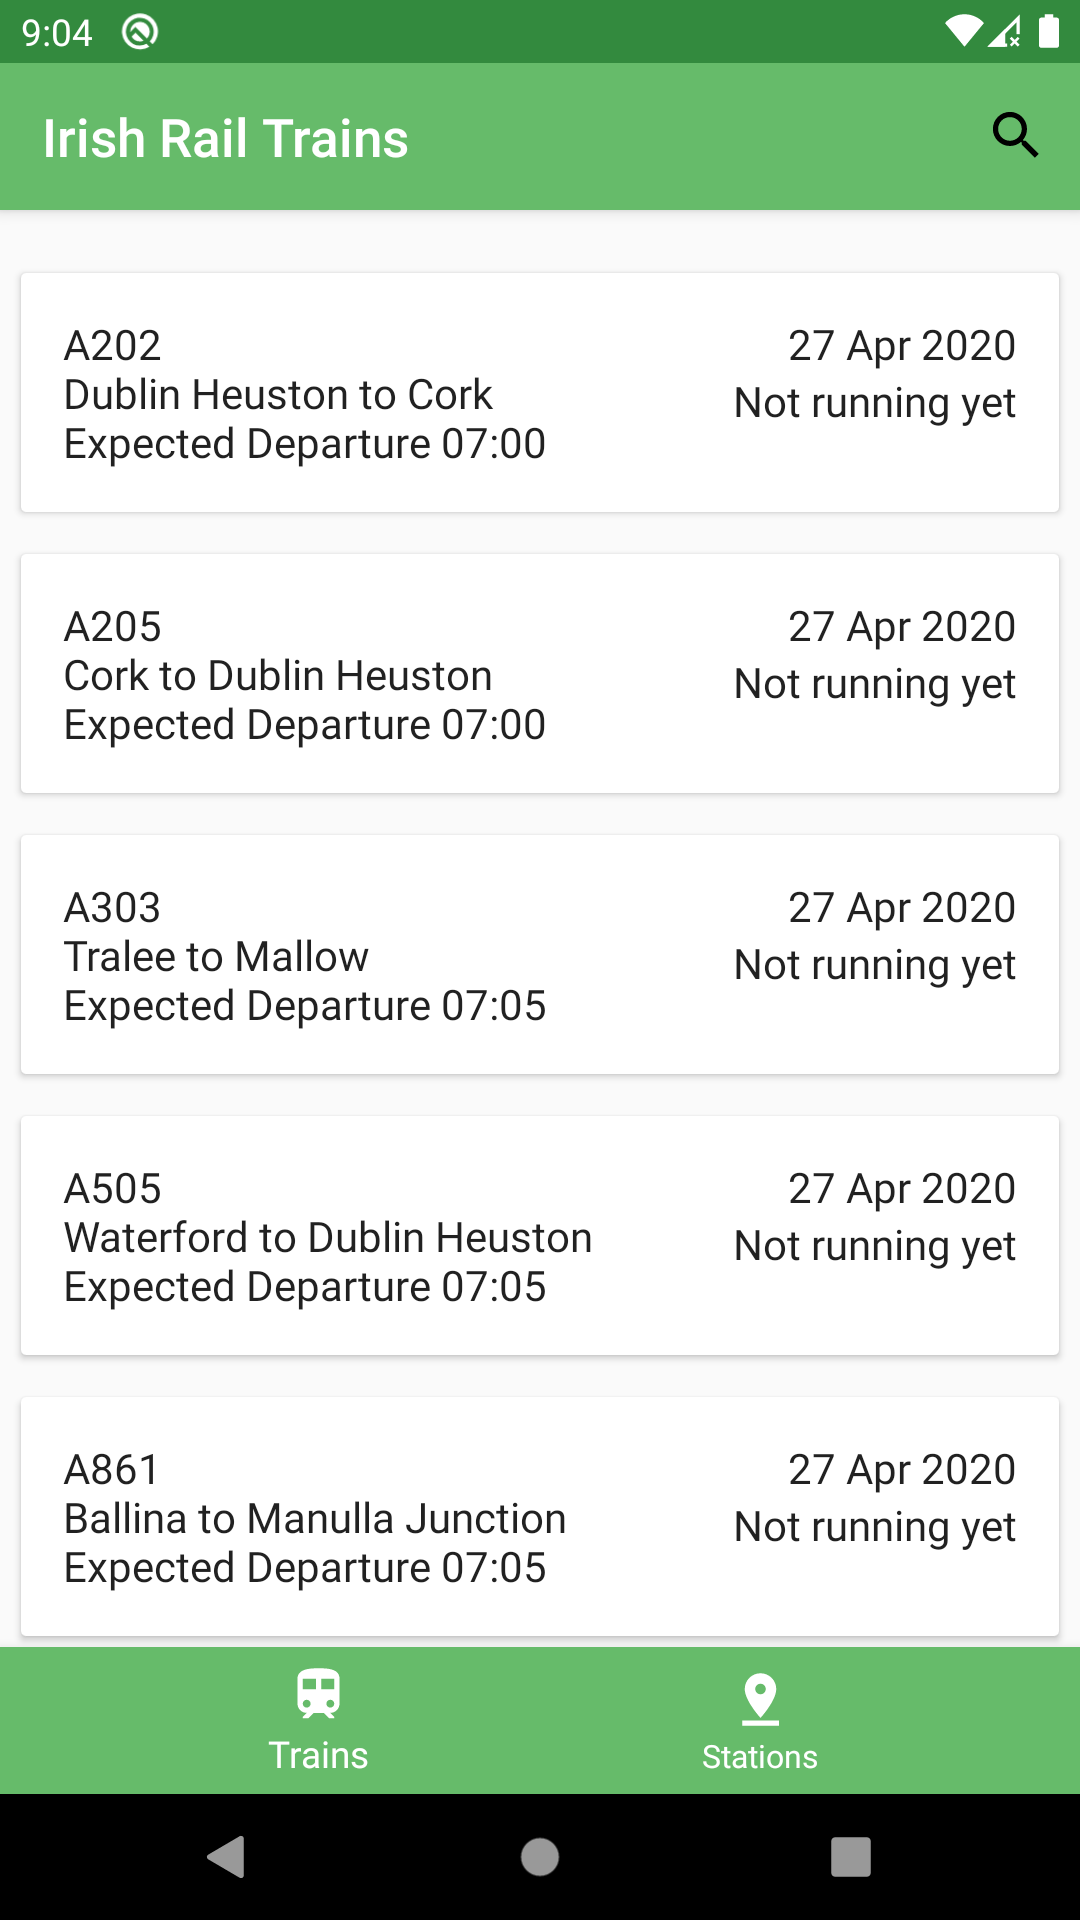 9:04
Irish Rail Trains
A202
27 Apr 2020
Dublin Heuston to Cork
Not running yet
Expected Departure 07:00
A205
27 Apr 2020
Cork to Dublin Heuston
Not running yet
Expected Departure 07:00
A303
27 Apr 2020
Tralee to Mallow
Not running yet
Expected Departure 07:05
A505
27 Apr 2020
Waterford to Dublin Heuston
Not running yet
Expected Departure 07:05
A861
27 Apr 2020
Ballina to Manulla Junction
Not running yet
Expected Departure 07:05
Trains
Stations